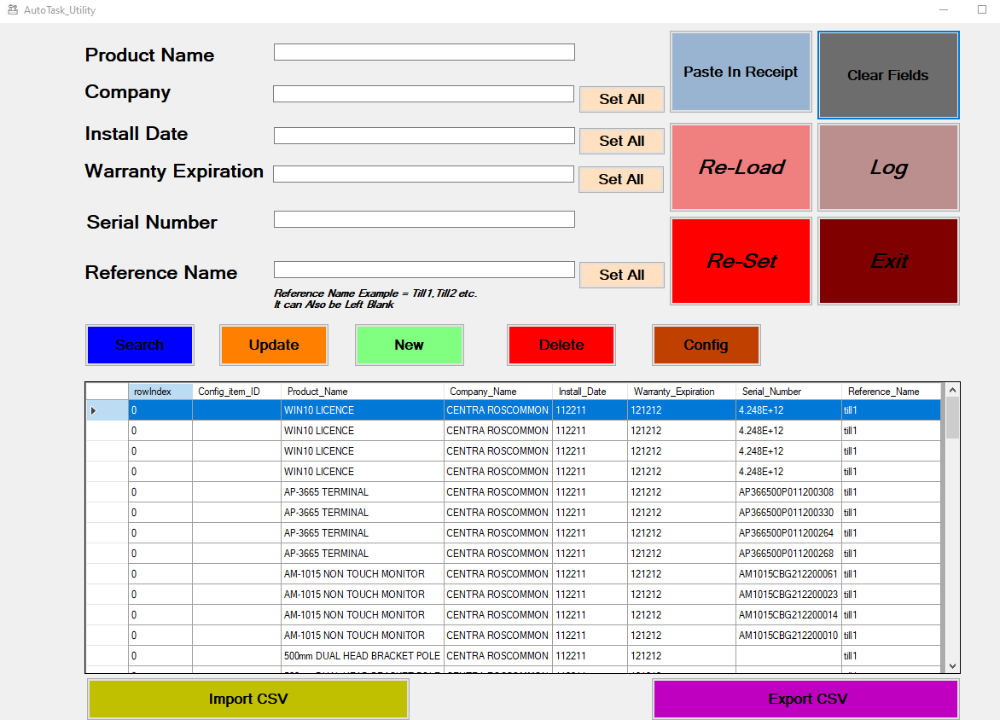 AutoTask_Utility
Product Name
Paste In Receipt
Clear Fields
Company
Set All
Install Date
Set All
Warranty Expiration
Set All
Re-Load
Log
Serial Number
Reference Name
Set All
Re-Set
Exit
Reference Name Example = Till1,Till2 etc.
It can Also be Left Blank
Search
Update
New
Delete
Config
rowIndex Config_item_ID Product_Name Company_Name Install_Date Warranty_Expiration Serial_Number Reference_Name
0 WIN10 LICENCE CENTRA ROSCOMMON 112211 121212 4.248E+12 till1
0 WIN10 LICENCE CENTRA ROSCOMMON 112211 121212 4.248E+12 till1
0 WIN10 LICENCE CENTRA ROSCOMMON 112211 121212 4.248E+12 till1
0 WIN10 LICENCE CENTRA ROSCOMMON 112211 121212 4.248E+12 till1
0 AP-3665 TERMINAL CENTRA ROSCOMMON 112211 121212 AP366500P011200308 till1
0 AP-3665 TERMINAL CENTRA ROSCOMMON 112211 121212 AP366500P011200330 till1
0 AP-3665 TERMINAL CENTRA ROSCOMMON 112211 121212 AP366500P011200264 till1
0 AP-3665 TERMINAL CENTRA ROSCOMMON 112211 121212 AP366500P011200268 till1
0 AM-1015 NON TOUCH MONITOR CENTRA ROSCOMMON 112211 121212 AM1015CBG212200061 till1
0 AM-1015 NON TOUCH MONITOR CENTRA ROSCOMMON 112211 121212 AM1015CBG212200023 till1
0 AM-1015 NON TOUCH MONITOR CENTRA ROSCOMMON 112211 121212 AM1015CBG212200014 till1
0 AM-1015 NON TOUCH MONITOR CENTRA ROSCOMMON 112211 121212 AM1015CBG212200010 till1
0 500mm DUAL HEAD BRACKET POLE CENTRA ROSCOMMON 112211 121212 till1
Import CSV
Export CSV